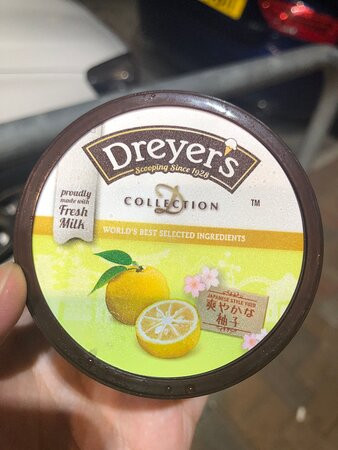 Dreyer's
Scooping Since 1928
D
COLLECTION
TM
proudly
made with
Fresh
Milk
WORLD'S BEST SELECTED INGREDIENTS
JAPANESE STYLE YUZU
爽やかな
柚子